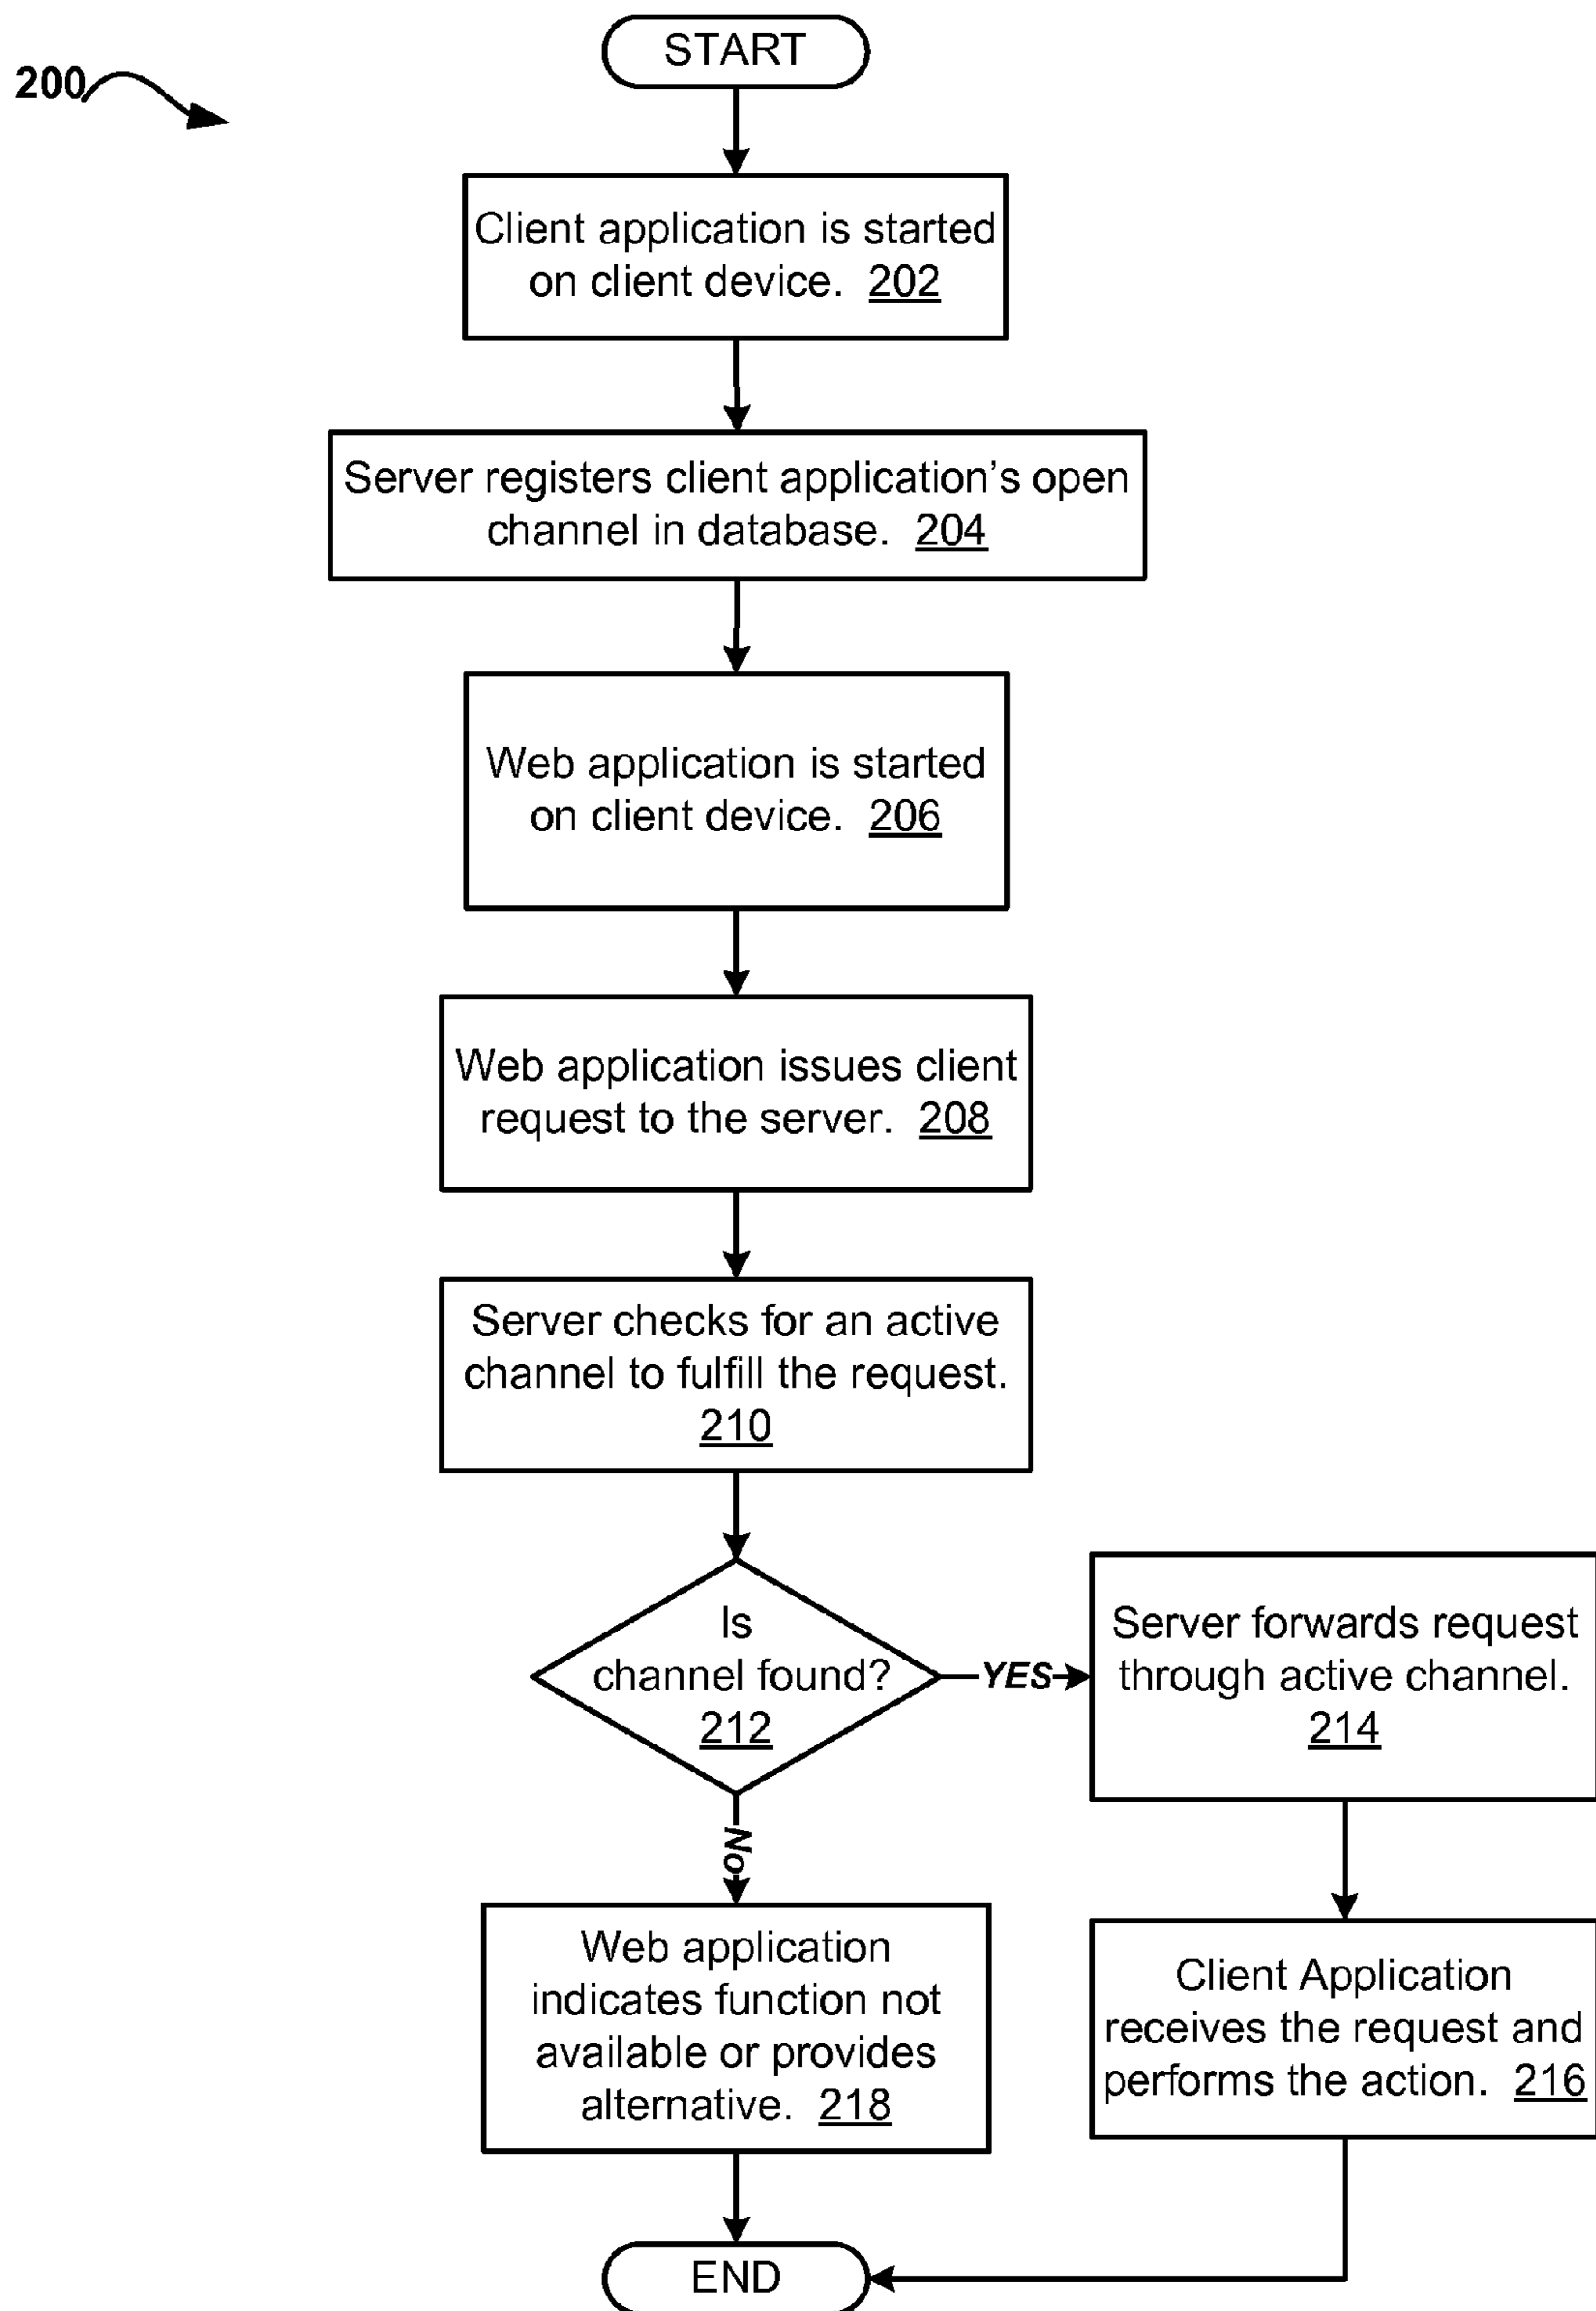 START
200
Client application is started
on client device. 202
Server registers client application's open
channel in database. 204
Web application is started
on client device. 206
Web application issues client
request to the server. 208
Server checks for an active
channel to fulfill the request.
210
Is
channel found?
212
YES
Server forwards request
through active channel.
214
No
Web application
indicates function not
available or provides
alternative. 218
Client Application
receives the request and
performs the action. 216
END